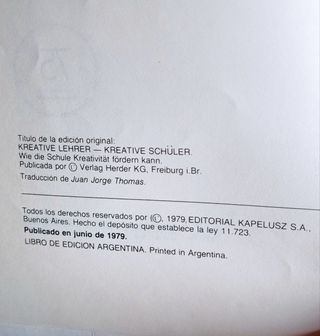 Título de la edición original:
KREATIVE LEHRER — KREATIVE SCHÜLER.
Wie die Schule Kreativität fördern kann.
Publicada por © Verlag Herder KG, Freiburg i.Br.
Traducción de Juan Jorge Thomas.
Todos los derechos reservados por (©, 1979, EDITORIAL KAPELUSZ S.A.,
Buenos Aires. Hecho el depósito que establece la ley 11.723.
Publicado en junio de 1979.
LIBRO DE EDICION ARGENTINA. Printed in Argentina.